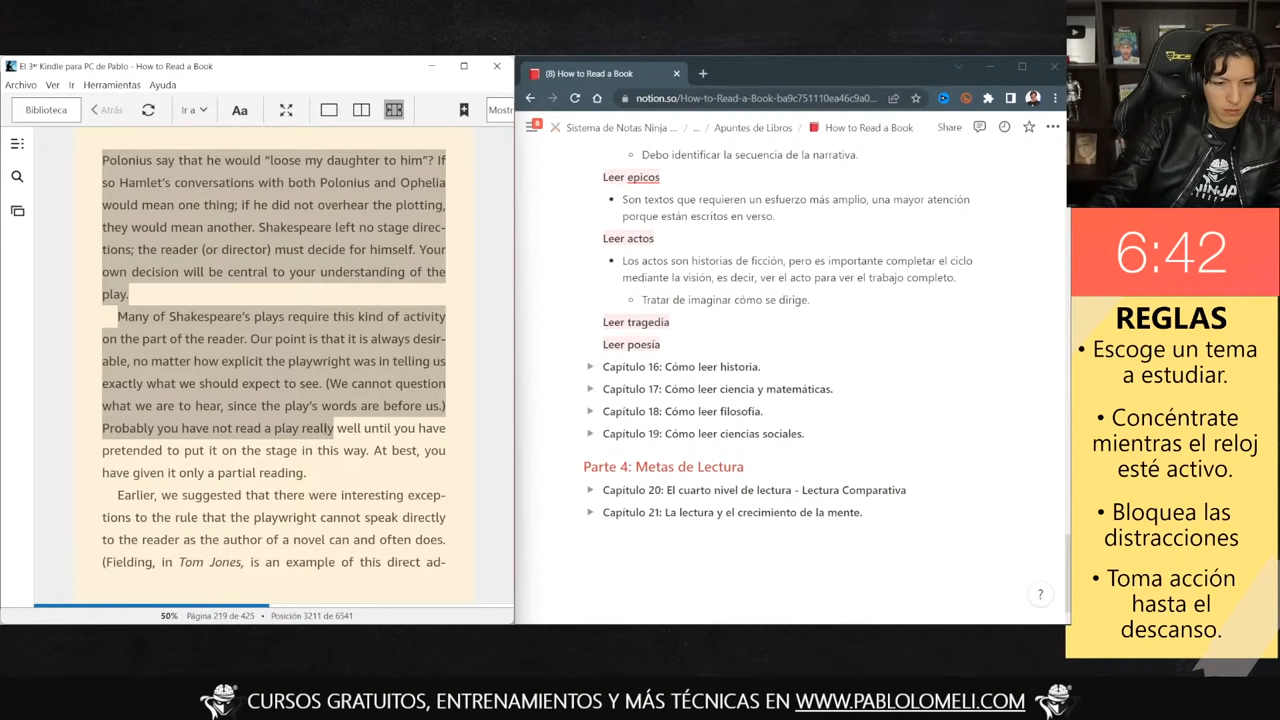 El 3er Kindle para PC de Pablo - How to Read a Book
Archivo Ver Ir Herramientas Ayuda
Biblioteca Atrás Ir a Aa Mostr
Polonius say that he would “loose my daughter to him”? If
so Hamlet’s conversations with both Polonius and Ophelia
would mean one thing; if he did not overhear the plotting,
they would mean another. Shakespeare left no stage direc-
tions; the reader (or director) must decide for himself. Your
own decision will be central to your understanding of the
play.
Many of Shakespeare’s plays require this kind of activity
on the part of the reader. Our point is that it is always desir-
able, no matter how explicit the playwright was in telling us
exactly what we should expect to see. (We cannot question
what we are to hear, since the play’s words are before us.)
Probably you have not read a play really well until you have
pretended to put it on the stage in this way. At best, you
have given it only a partial reading.
Earlier, we suggested that there were interesting excep-
tions to the rule that the playwright cannot speak directly
to the reader as the author of a novel can and often does.
(Fielding, in Tom Jones, is an example of this direct ad-
50% Página 219 de 425 • Posición 3211 de 6541
(8) How to Read a Book
notion.so/How-to-Read-a-Book-ba9c751110ea46c9a0...
8 Sistema de Notas Ninja ... / ... / Apuntes de Libros / How to Read a Book Share
Debo identificar la secuencia de la narrativa.
Leer epicos
Son textos que requieren un esfuerzo más amplio, una mayor atención
porque están escritos en verso.
Leer actos
Los actos son historias de ficción, pero es importante completar el ciclo
mediante la visión, es decir, ver el acto para ver el trabajo completo.
Tratar de imaginar cómo se dirige.
Leer tragedia
Leer poesía
Capítulo 16: Cómo leer historia.
Capítulo 17: Cómo leer ciencia y matemáticas.
Capítulo 18: Cómo leer filosofía.
Capítulo 19: Cómo leer ciencias sociales.
Parte 4: Metas de Lectura
Capítulo 20: El cuarto nivel de lectura - Lectura Comparativa
Capítulo 21: La lectura y el crecimiento de la mente.
?
6:42
REGLAS
• Escoge un tema
a estudiar.
• Concéntrate
mientras el reloj
esté activo.
• Bloquea las
distracciones
• Toma acción
hasta el
descanso.
CURSOS GRATUITOS, ENTRENAMIENTOS Y MÁS TÉCNICAS EN WWW.PABLOLOMELI.COM